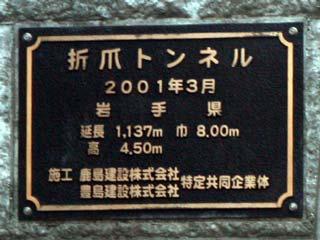 折爪トンネル
2001年3月
岩手県
延長 1,137m 巾 8.00m
高 4.50m
施工 鹿島建設株式会社
豊島建設株式会社 特定共同企業体